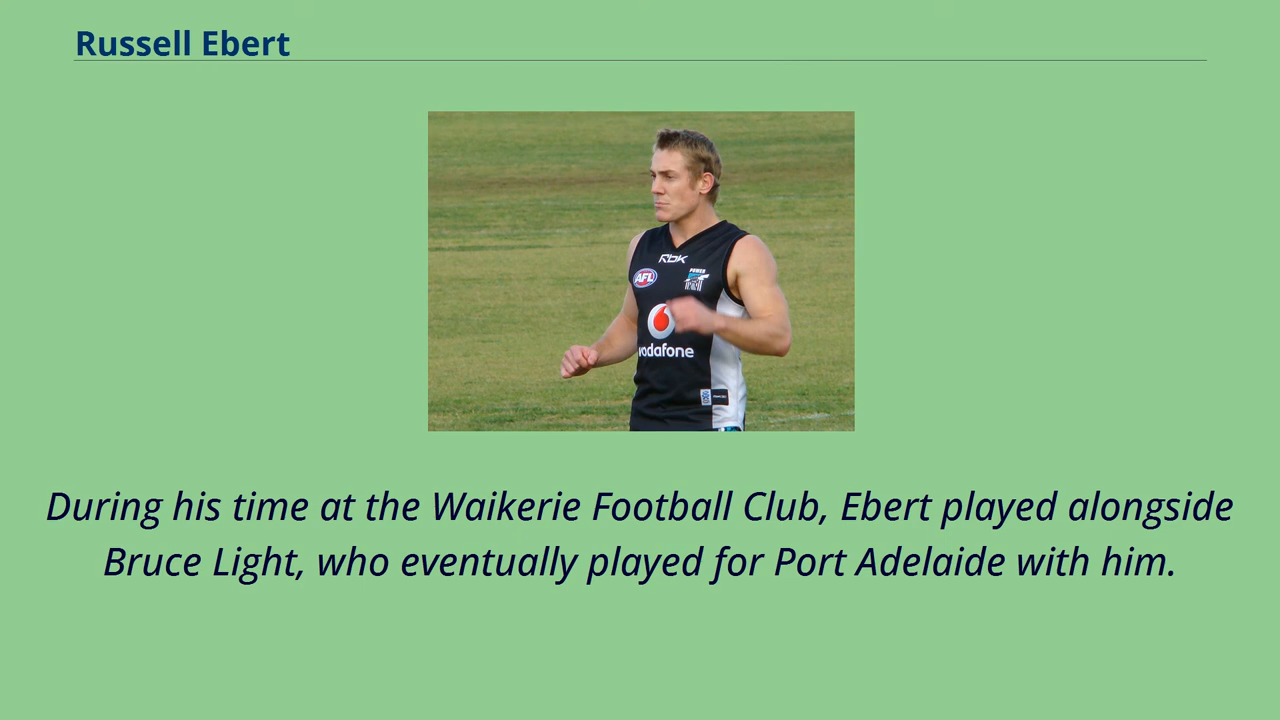 Russell Ebert
RBK
AFL
POWER
vodafone
During his time at the Waikerie Football Club, Ebert played alongside
Bruce Light, who eventually played for Port Adelaide with him.